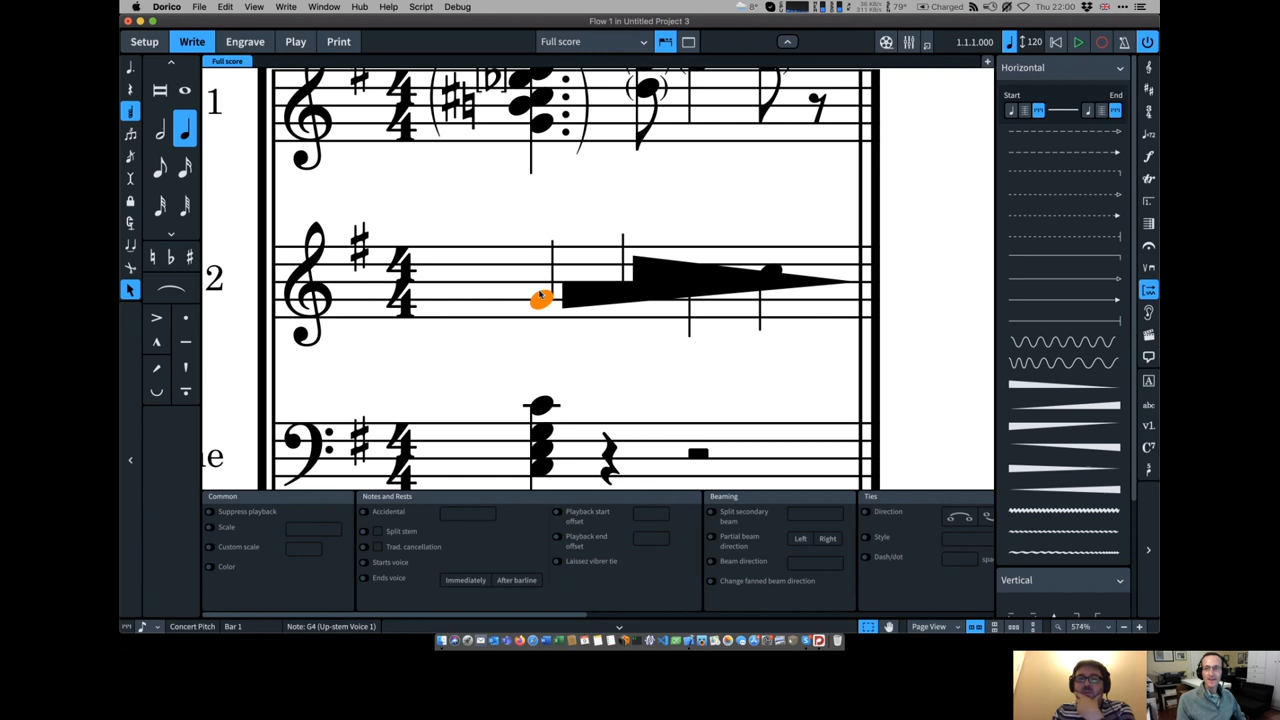 Dorico File Edit View Write Window Hub Help Script Debug
8° 79° Charged Thu 22:00
Flow 1 in Untitled Project 3
Setup Write Engrave Play Print
Full score
1.1.1.000 120
Full score
1
2
ne
Horizontal
Start End
Vertical
Common
Suppress playback
Scale
Custom scale
Color
Notes and Rests
Accidental
Split stem
Trad. cancellation
Starts voice
Ends voice Immediately After barline
Playback start
offset
Playback end
offset
Laissez vibrer tie
Beaming
Split secondary
beam
Partial beam
direction Left Right
Beam direction
Change fanned beam direction
Ties
Direction
Style
Dash/dot spa
Concert Pitch Bar 1 Note: G4 (Up-stem Voice 1)
Page View 574%